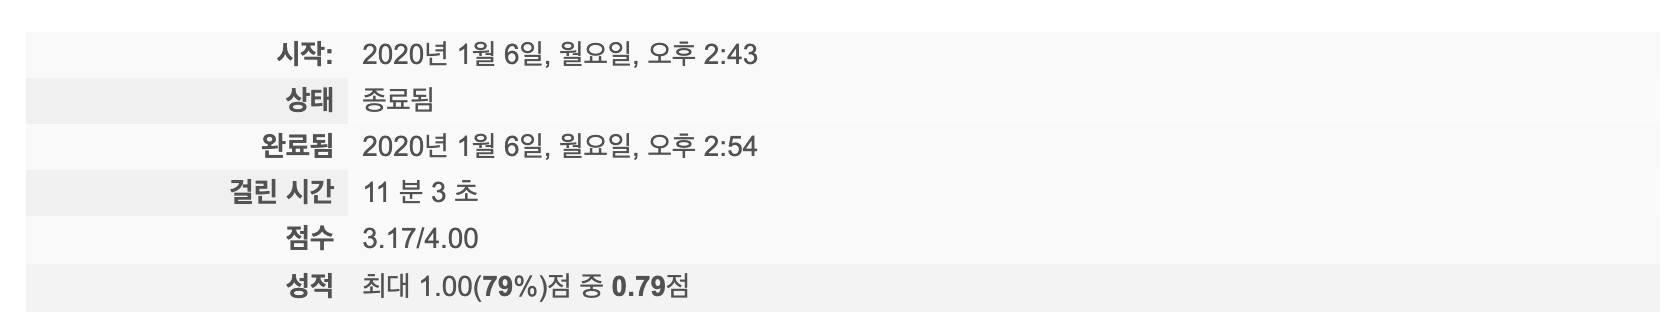 시작: 2020년 1월 6일, 월요일, 오후 2:43
상태 종료됨
완료됨 2020년 1월 6일, 월요일, 오후 2:54
걸린 시간 11 분 3 초
점수 3.17/4.00
성적 최대 1.00(79%)점 중 0.79점